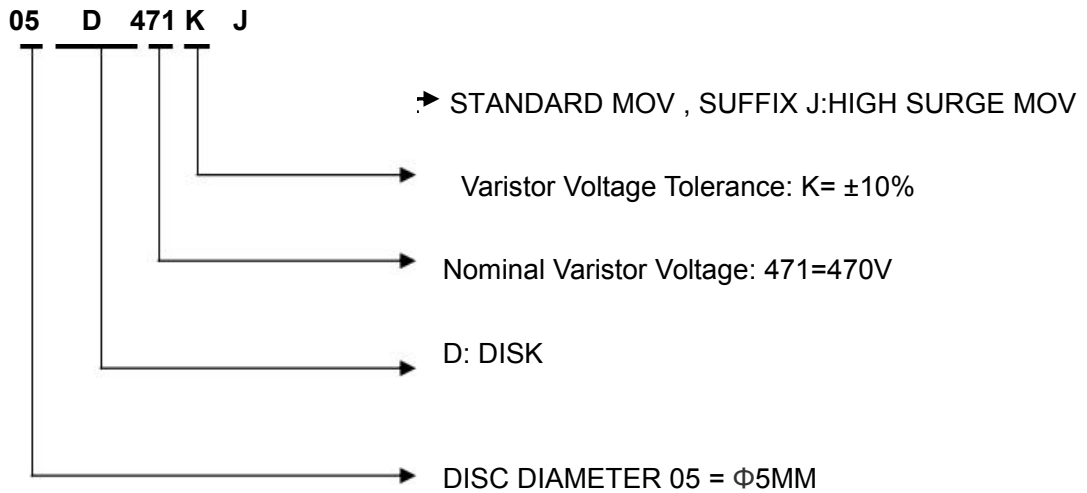 05 D 471 K J
STANDARD MOV , SUFFIX J:HIGH SURGE MOV
Varistor Voltage Tolerance: K= ±10%
Nominal Varistor Voltage: 471=470V
D: DISK
DISC DIAMETER 05 = Φ5MM